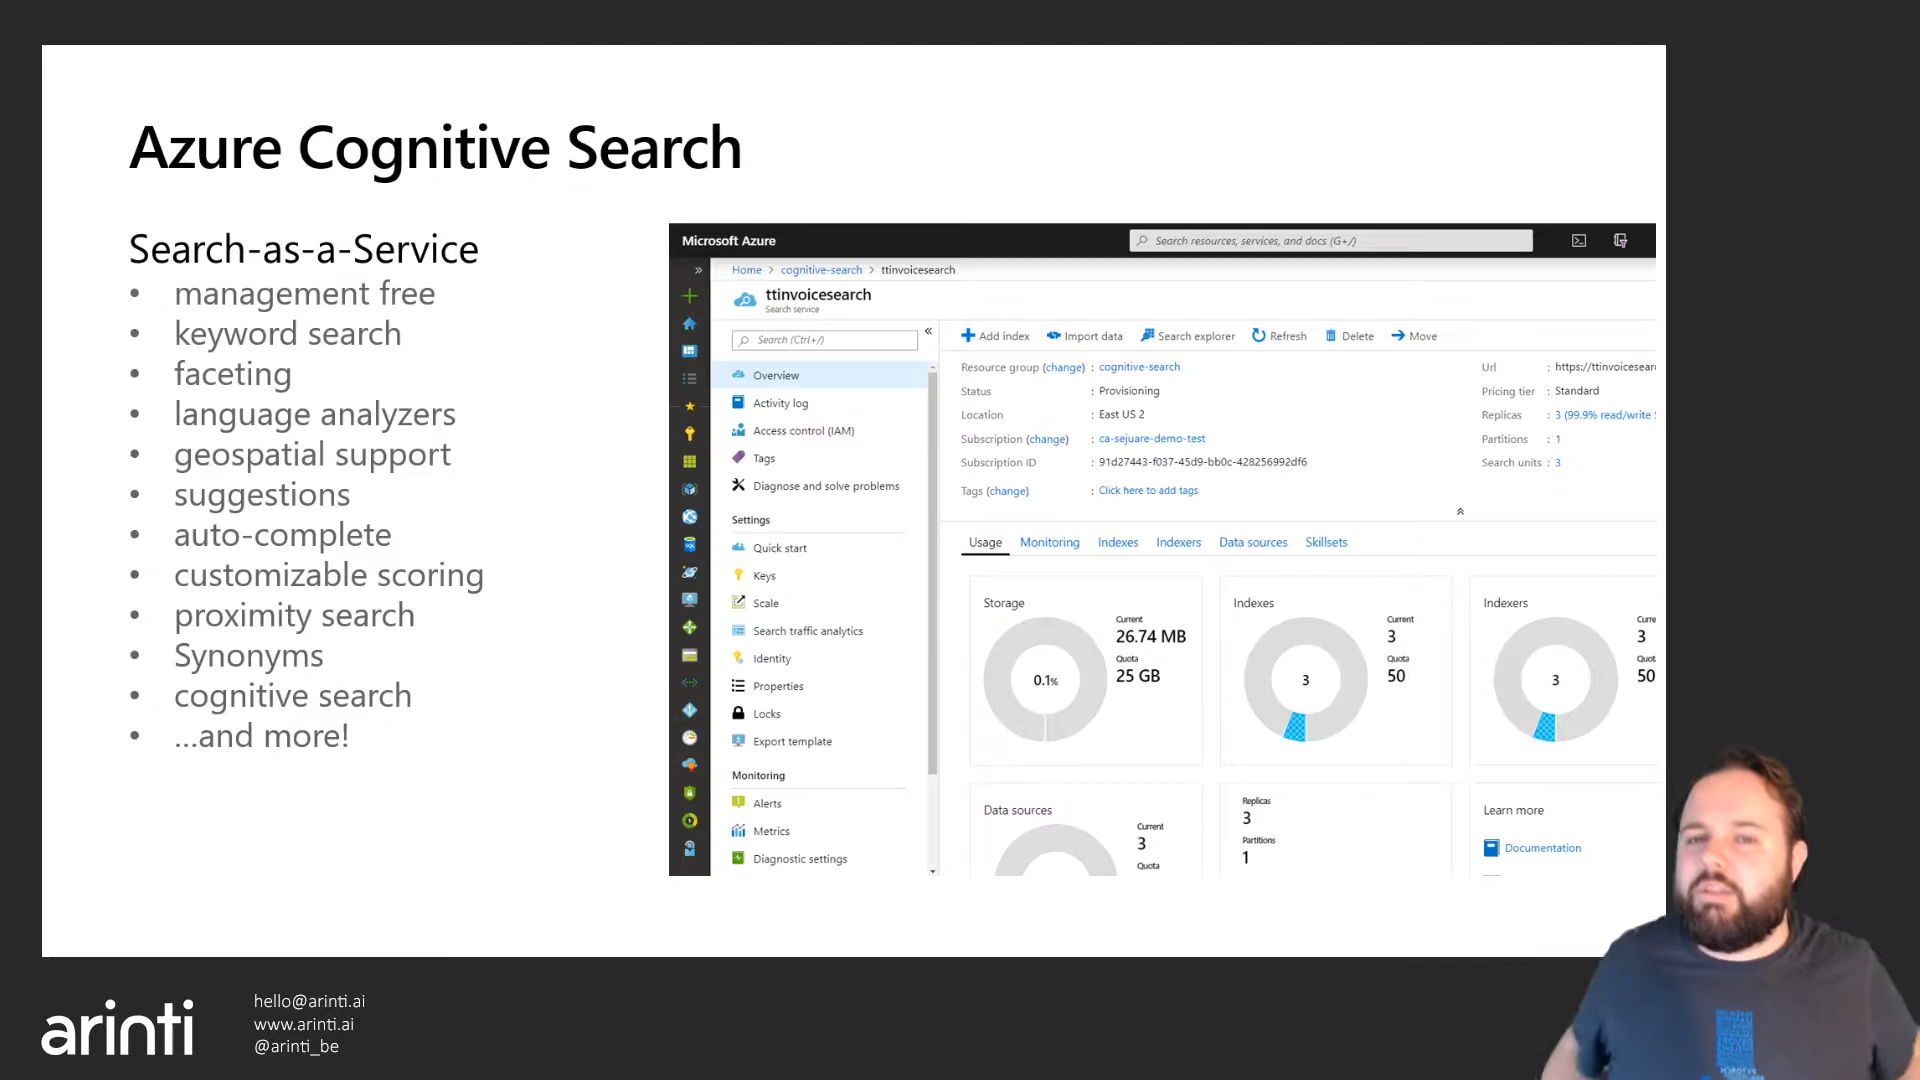 Azure Cognitive Search
Search-as-a-Service
• management free
• keyword search
• faceting
• language analyzers
• geospatial support
• suggestions
• auto-complete
• customizable scoring
• proximity search
• Synonyms
• cognitive search
• ...and more!
Microsoft Azure
Search resources, services, and docs (G+/)
Home > cognitive-search > ttinvoicesearch
ttinvoicesearch
Search service
Search (Ctrl+/)
Overview
Activity log
Access control (IAM)
Tags
Diagnose and solve problems
Settings
Quick start
Keys
Scale
Search traffic analytics
Identity
Properties
Locks
Export template
Monitoring
Alerts
Metrics
Diagnostic settings
Add index Import data Search explorer Refresh Delete Move
Resource group (change) : cognitive-search
Status : Provisioning
Location : East US 2
Subscription (change) : ca-sejuare-demo-test
Subscription ID : 91d27443-f037-45d9-bb0c-428256992df6
Tags (change) : Click here to add tags
Url : https://ttinvoicesear
Pricing tier : Standard
Replicas : 3 (99.9% read/write
Partitions : 1
Search units : 3
Usage Monitoring Indexes Indexers Data sources Skillsets
Storage
0.1%
Current
26.74 MB
Quota
25 GB
Indexes
3
Current
3
Quota
50
Indexers
3
Curre
3
Quot
50
Data sources
Current
3
Quota
Replicas
3
Partitions
1
Learn more
Documentation
arinti
hello@arinti.ai
www.arinti.ai
@arinti_be